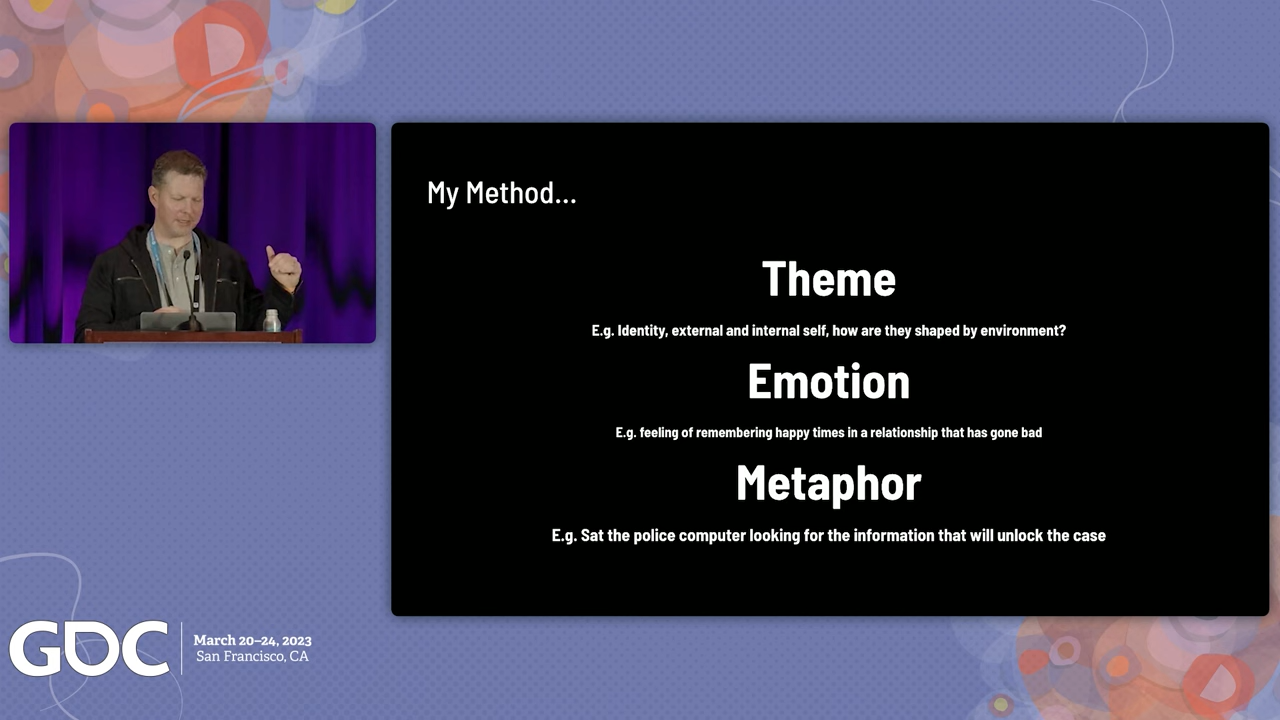 My Method...
Theme
E.g. Identity, external and internal self, how are they shaped by environment?
Emotion
E.g. feeling of remembering happy times in a relationship that has gone bad
Metaphor
E.g. Sat the police computer looking for the information that will unlock the case
GDC
March 20–24, 2023
San Francisco, CA